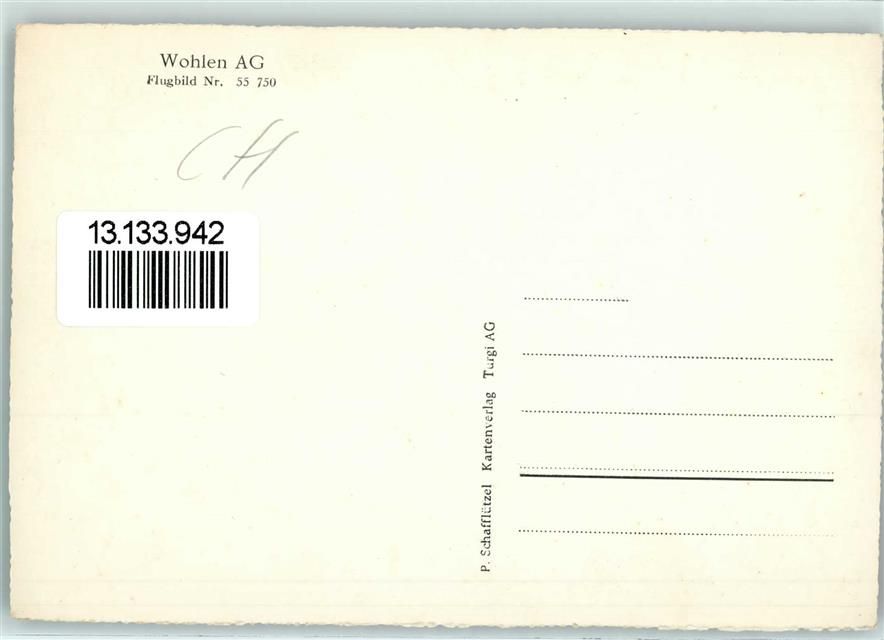 Wohlen AG
Flugbild Nr. 55 750
CH
13.133.942
P. Schafflützel Kartenverlag Turgi AG